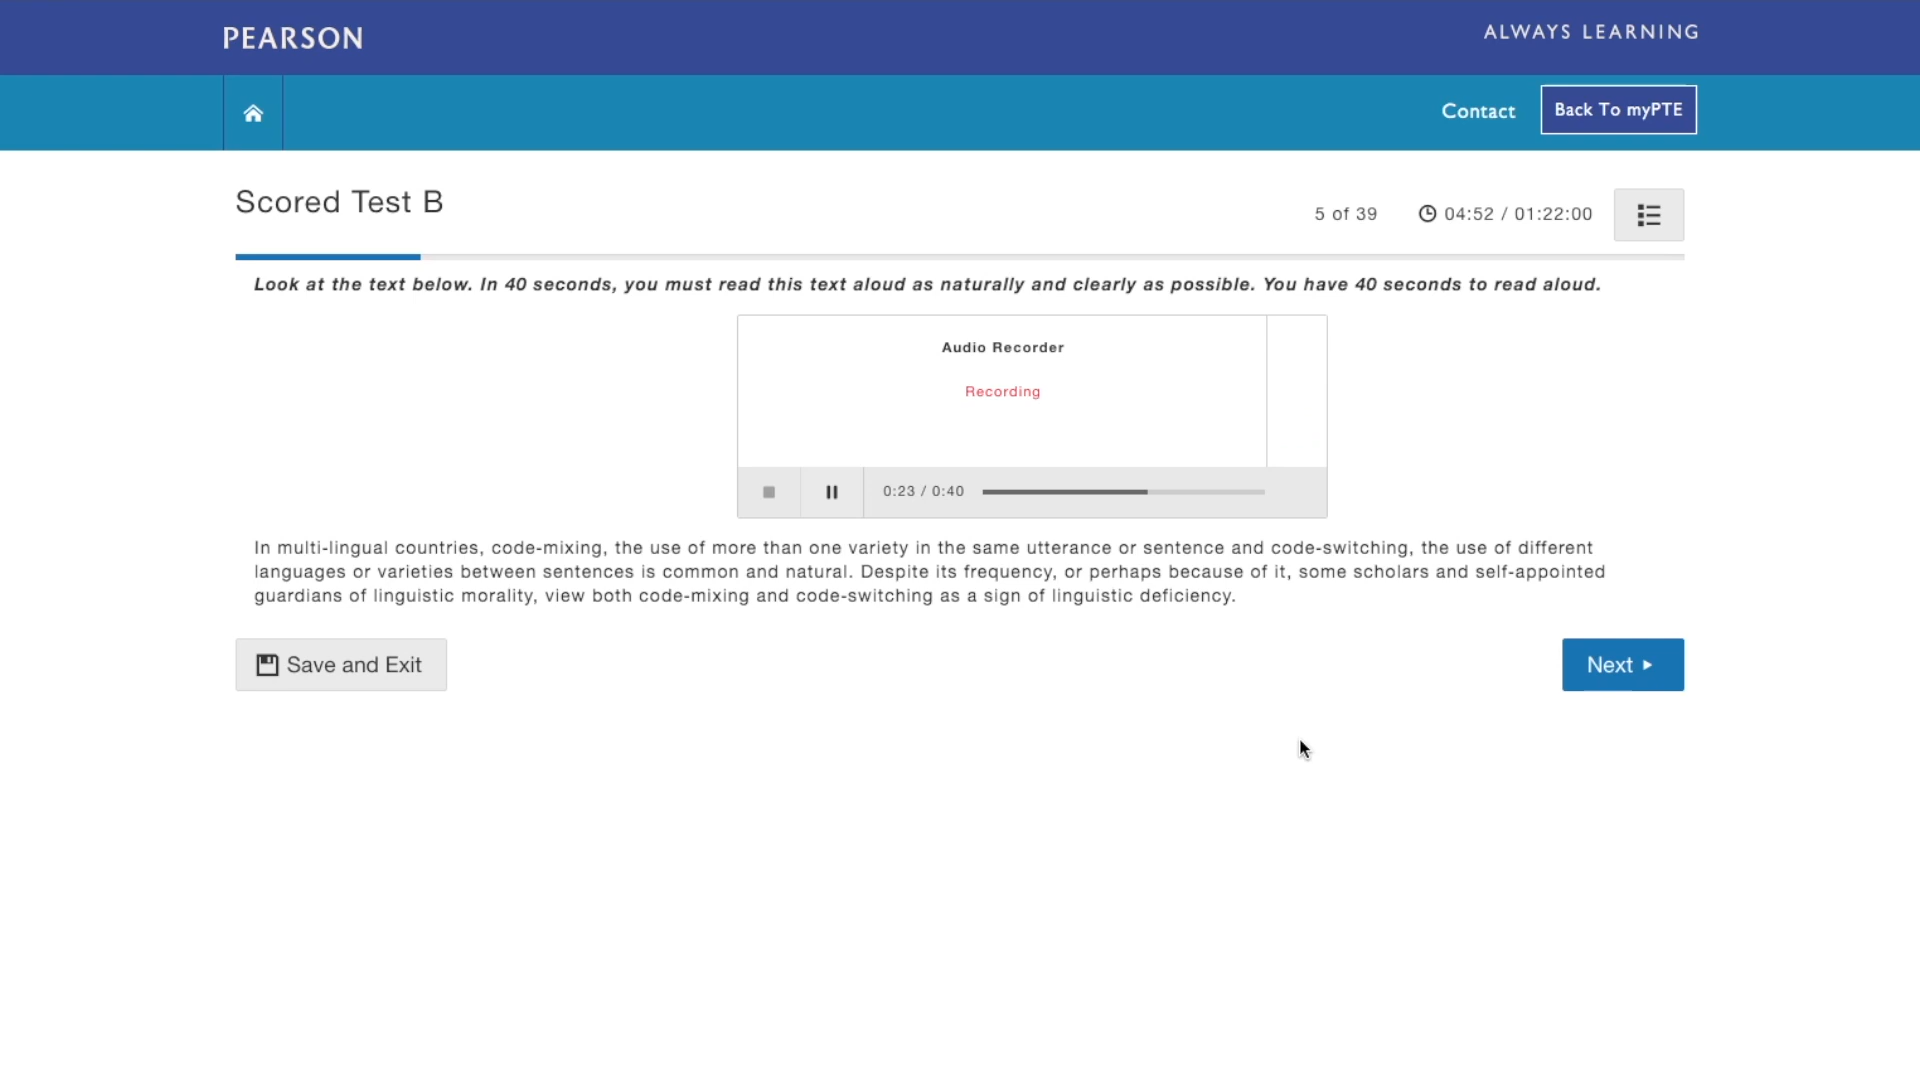 PEARSON
ALWAYS LEARNING
Contact
Back To myPTE
Scored Test B
5 of 39
04:52 / 01:22:00
Look at the text below. In 40 seconds, you must read this text aloud as naturally and clearly as possible. You have 40 seconds to read aloud.
Audio Recorder
Recording
0:23 / 0:40
In multi-lingual countries, code-mixing, the use of more than one variety in the same utterance or sentence and code-switching, the use of different
languages or varieties between sentences is common and natural. Despite its frequency, or perhaps because of it, some scholars and self-appointed
guardians of linguistic morality, view both code-mixing and code-switching as a sign of linguistic deficiency.
Save and Exit
Next